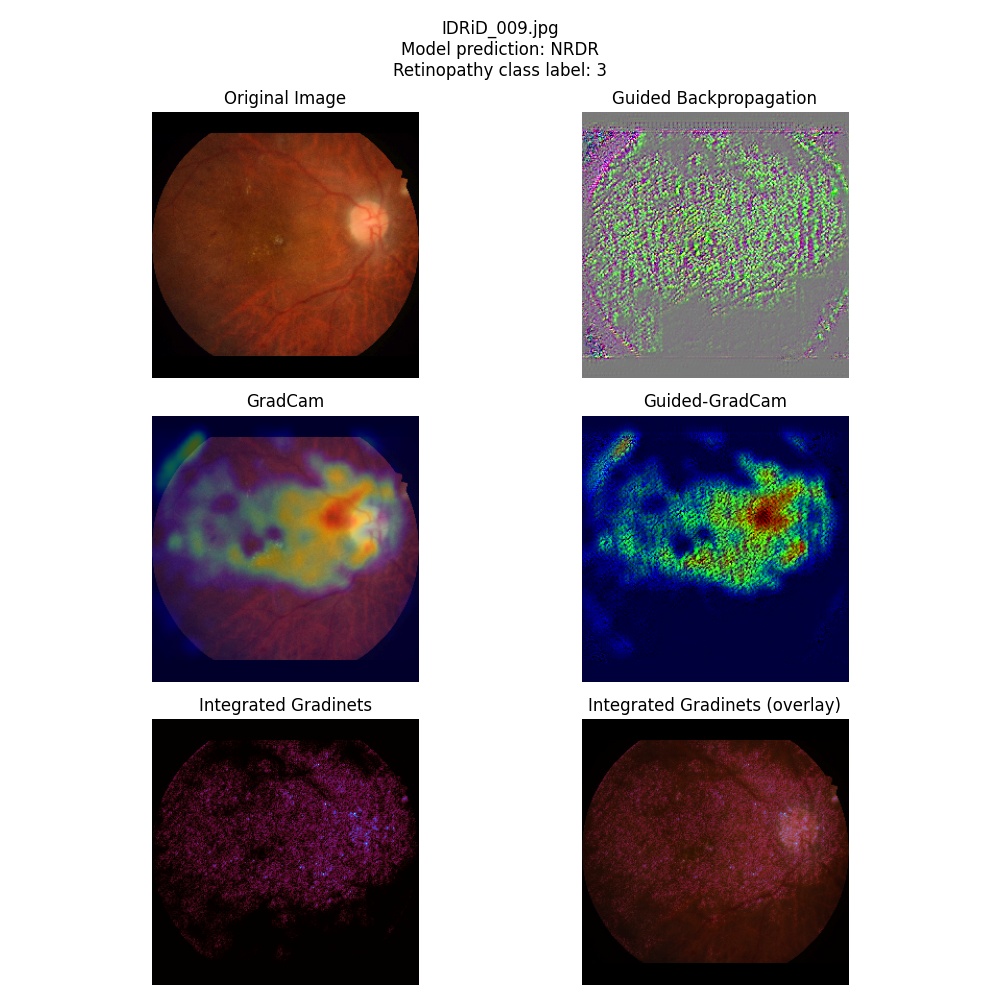 IDRiD_009.jpg
Model prediction: NRDR
Retinopathy class label: 3
Original Image
Guided Backpropagation
GradCam
Guided-GradCam
Integrated Gradinets
Integrated Gradinets (overlay)